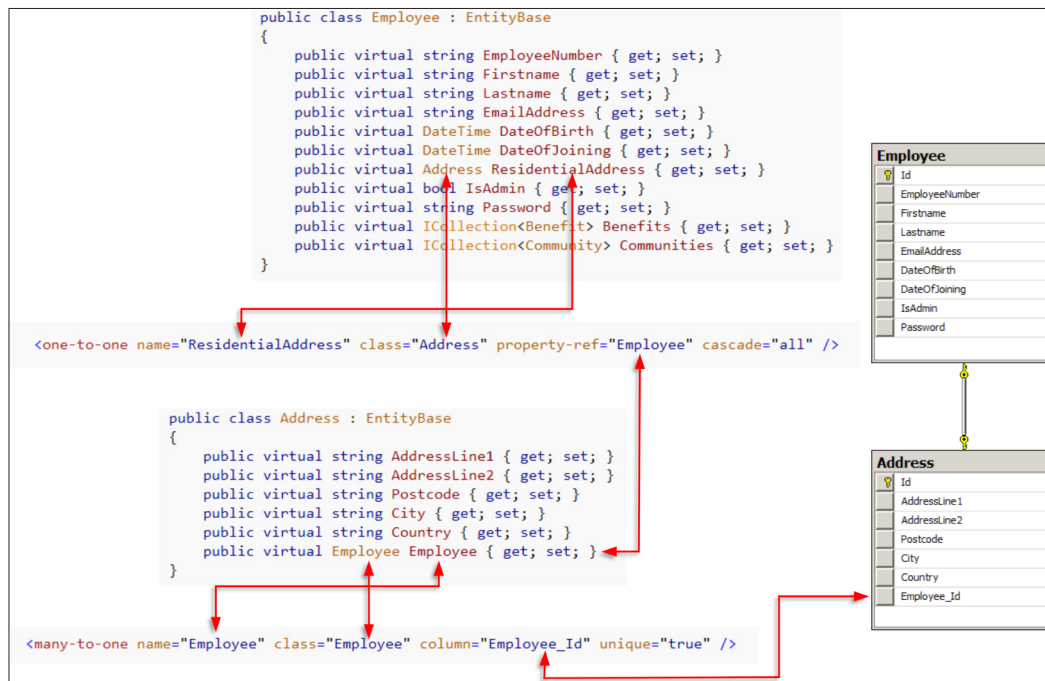 public class Employee : EntityBase
{
public virtual string EmployeeNumber { get; set; }
public virtual string Firstname { get; set; }
public virtual string Lastname { get; set; }
public virtual string EmailAddress { get; set; }
public virtual DateTime DateOfBirth { get; set; }
public virtual DateTime DateOfJoining { get; set; }
public virtual Address ResidentialAddress { get; set; }
public virtual bool IsAdmin { get; set; }
public virtual string Password { get; set; }
public virtual ICollection<Benefit> Benefits { get; set; }
public virtual ICollection<Community> Communities { get; set; }
}
<one-to-one name="ResidentialAddress" class="Address" property-ref="Employee" cascade="all" />
public class Address : EntityBase
{
public virtual string AddressLine1 { get; set; }
public virtual string AddressLine2 { get; set; }
public virtual string Postcode { get; set; }
public virtual string City { get; set; }
public virtual string Country { get; set; }
public virtual Employee Employee { get; set; }
}
<many-to-one name="Employee" class="Employee" column="Employee_Id" unique="true" />
Employee
Id
EmployeeNumber
Firstname
Lastname
EmailAddress
DateOfBirth
DateOfJoining
IsAdmin
Password
Address
Id
AddressLine1
AddressLine2
Postcode
City
Country
Employee_Id